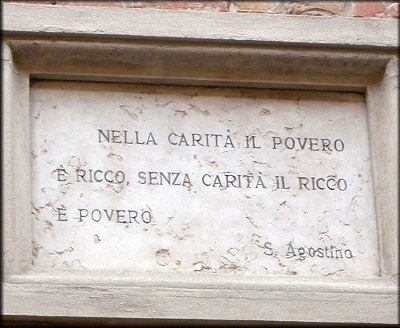 NELLA CARITÀ IL POVERO
È RICCO, SENZA CARITÀ IL RICCO
È POVERO
S. Agostino